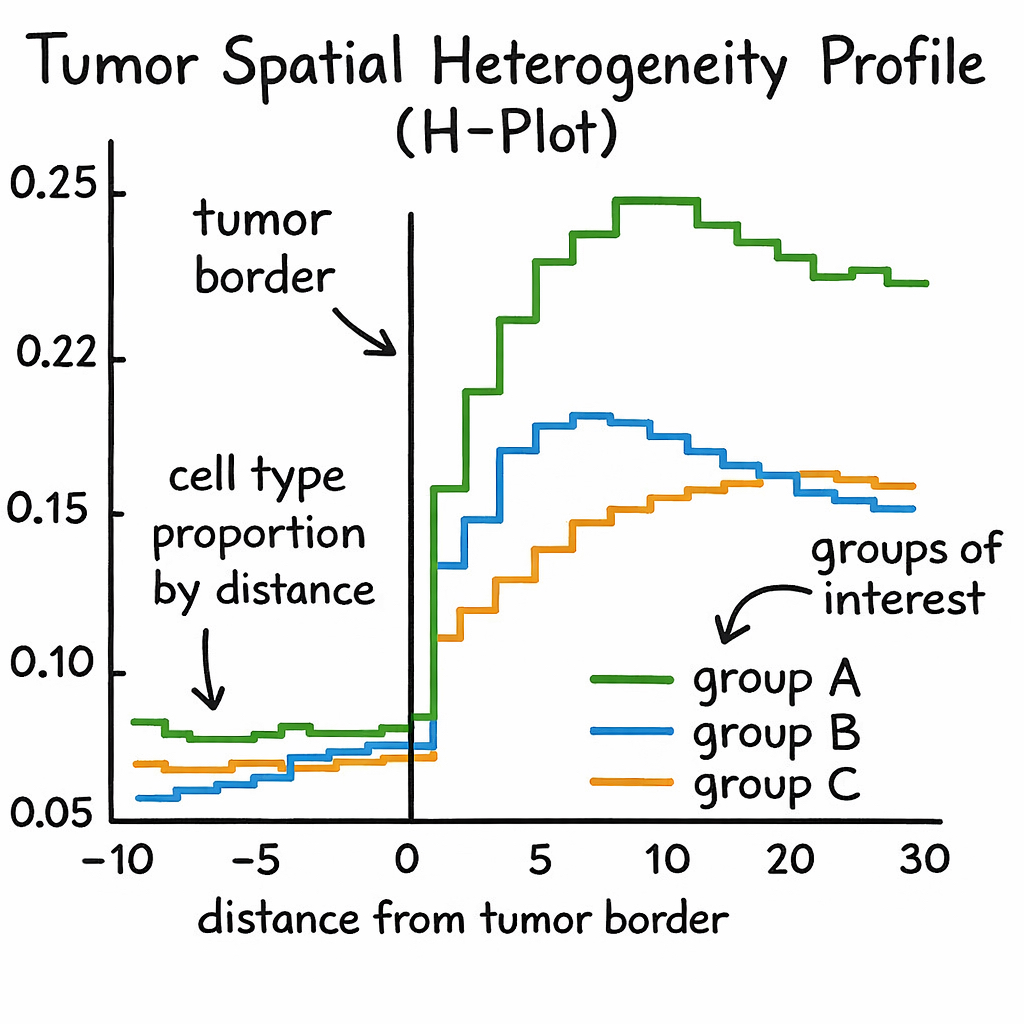 Tumor Spatial Heterogeneity Profile
(H-Plot)
0.25
0.22
0.15
0.10
0.05
tumor
border
cell type
proportion
by distance
groups of
interest
group A
group B
group C
-10 -5 0 5 10 20 30
distance from tumor border